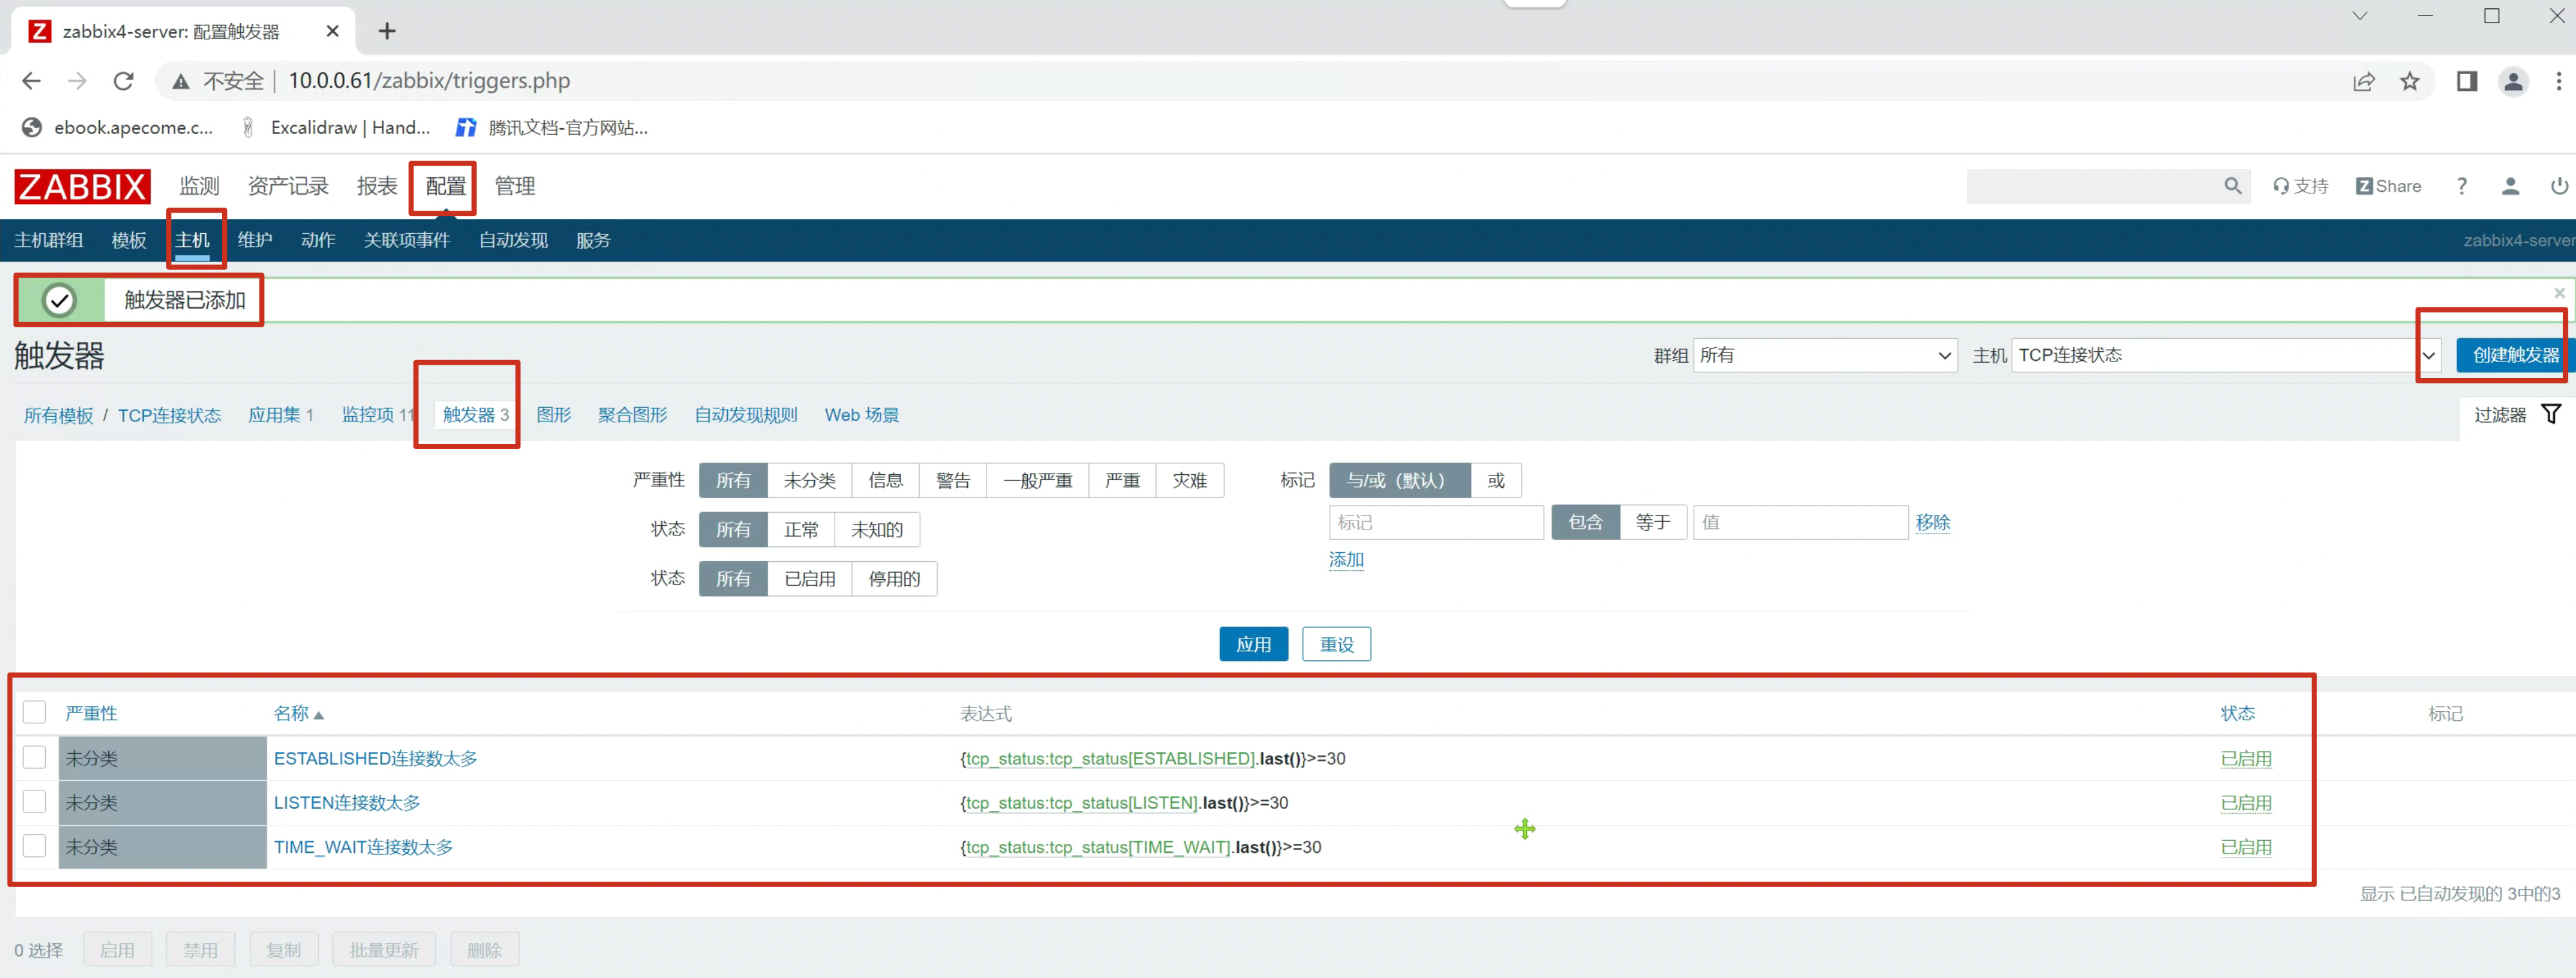 Z zabbix4-server: 配置触发器
不安全 10.0.0.61/zabbix/triggers.php
ebook.apecome.c... Excalidraw | Hand... 腾讯文档-官方网站...
ZABBIX 监测 资产记录 报表 配置 管理 支持 Z Share ?
主机群组 模板 主机 维护 动作 关联项事件 自动发现 服务 zabbix4-server
触发器已添加
触发器 群组 所有 主机 TCP连接状态 创建触发器
所有模板 / TCP连接状态 应用集 1 监控项 11 触发器 3 图形 聚合图形 自动发现规则 Web 场景 过滤器
严重性 所有 未分类 信息 警告 一般严重 严重 灾难 标记 与/或（默认） 或
标记 包含 等于 值 移除
状态 所有 正常 未知的
添加
状态 所有 已启用 停用的
应用 重设
严重性 名称▲ 表达式 状态 标记
未分类 ESTABLISHED连接数太多 {tcp_status:tcp_status[ESTABLISHED].last()}>=30 已启用
未分类 LISTEN连接数太多 {tcp_status:tcp_status[LISTEN].last()}>=30 已启用
未分类 TIME_WAIT连接数太多 {tcp_status:tcp_status[TIME_WAIT].last()}>=30 已启用
显示 已自动发现的 3中的3
0 选择 启用 禁用 复制 批量更新 删除